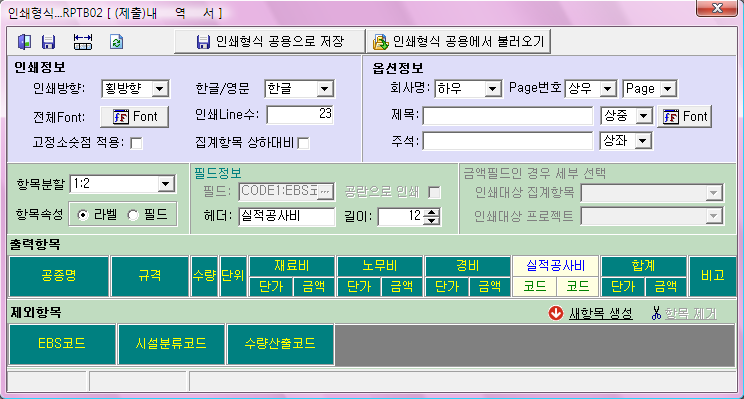 인쇄형식...RPTB02 [ (제출)내 역 서 ]
인쇄형식 공용으로 저장 인쇄형식 공용에서 불러오기
인쇄정보
인쇄방향: 횡방향 한글/영문 한글
전체Font: Font 인쇄Line수: 23
고정소숫점 적용: 집계항목 상하대비
옵션정보
회사명: 하우 Page번호 상우 Page
제목: 상중 Font
주석: 상좌
항목분할 1:2
항목속성 라벨 필드
필드정보
필드: CODE1:EBS코 ... 공란으로 인쇄
헤더: 실적공사비 길이: 12
금액필드인 경우 세부 선택
인쇄대상 집계항목
인쇄대상 프로젝트
출력항목
공종명 규격 수량 단위 재료비 노무비 경비 실적공사비 합계 비고
단가 금액 단가 금액 단가 금액 코드 코드 단가 금액
제외항목 새항목 생성 항목 제거
EBS코드 시설분류코드 수량산출코드